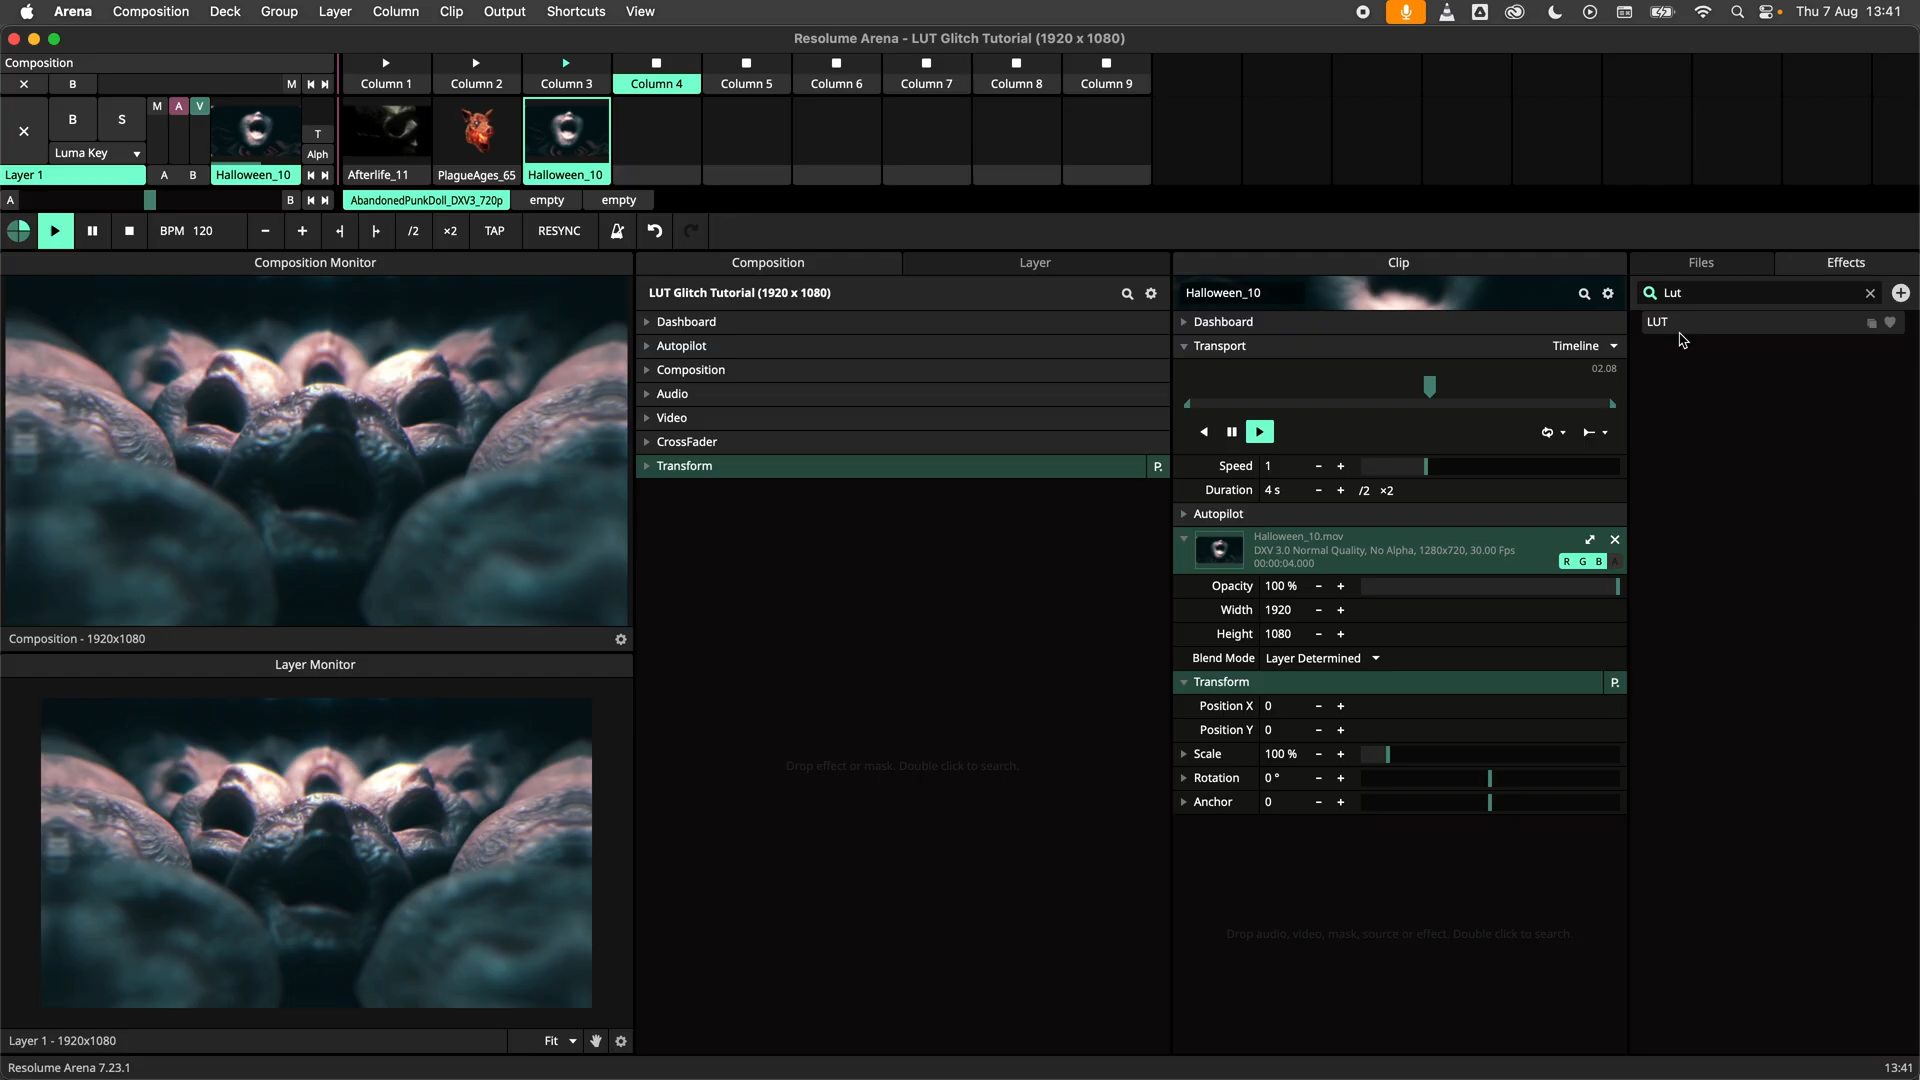 Arena Composition Deck Group Layer Column Clip Output Shortcuts View Thu 7 Aug 13:41
Resolume Arena - LUT Glitch Tutorial (1920 x 1080)
Composition
B M Column 1 Column 2 Column 3 Column 4 Column 5 Column 6 Column 7 Column 8 Column 9
M A V
B S T
Luma Key Alph
Layer 1 A B Halloween_10 Afterlife_11 PlagueAges_65 Halloween_10
A B AbandonedPunkDoll_DXV3_720p empty empty
BPM 120 - + /2 ×2 TAP RESYNC
Composition Monitor
Composition Layer
LUT Glitch Tutorial (1920 x 1080)
Dashboard
Autopilot
Composition
Audio
Video
CrossFader
Transform P.
Drop effect or mask. Double click to search.
Composition - 1920x1080
Layer Monitor
Layer 1 - 1920x1080 Fit
Clip
Halloween_10
Dashboard
Transport Timeline
02.08
Speed 1 - +
Duration 4 s - + /2 ×2
Autopilot
Halloween_10.mov
DXV 3.0 Normal Quality, No Alpha, 1280x720, 30.00 Fps
00:00:04.000 R G B A
Opacity 100 % - +
Width 1920 - +
Height 1080 - +
Blend Mode Layer Determined
Transform P.
Position X 0 - +
Position Y 0 - +
Scale 100 % - +
Rotation 0 ° - +
Anchor 0 - +
Drop audio, video, mask, source or effect. Double click to search.
Files Effects
Lut
LUT
Resolume Arena 7.23.1 13:41